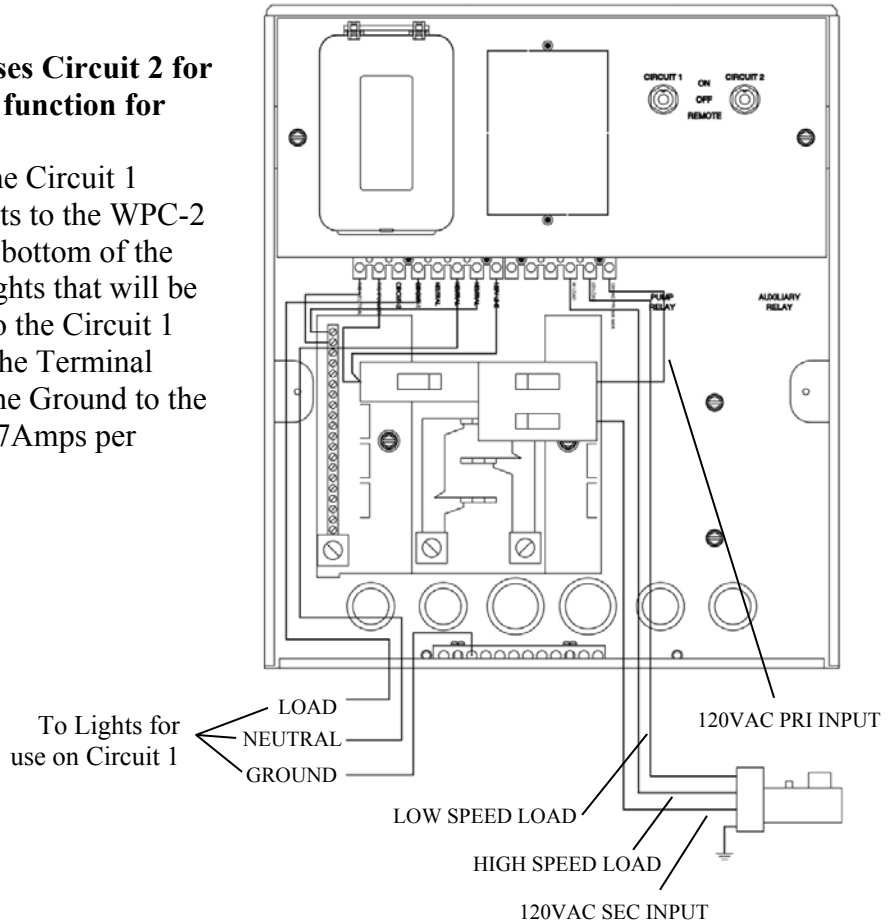 ses Circuit 2 for
function for
ne Circuit 1
ts to the WPC-2
bottom of the
ghts that will be
o the Circuit 1
he Terminal
ne Ground to the
7Amps per
CIRCUIT 1 ON CIRCUIT 2
OFF
REMOTE
NEUTRAL
PUMP RELAY
AUXILIARY RELAY
To Lights for
use on Circuit 1
LOAD
NEUTRAL
GROUND
120VAC PRI INPUT
LOW SPEED LOAD
HIGH SPEED LOAD
120VAC SEC INPUT